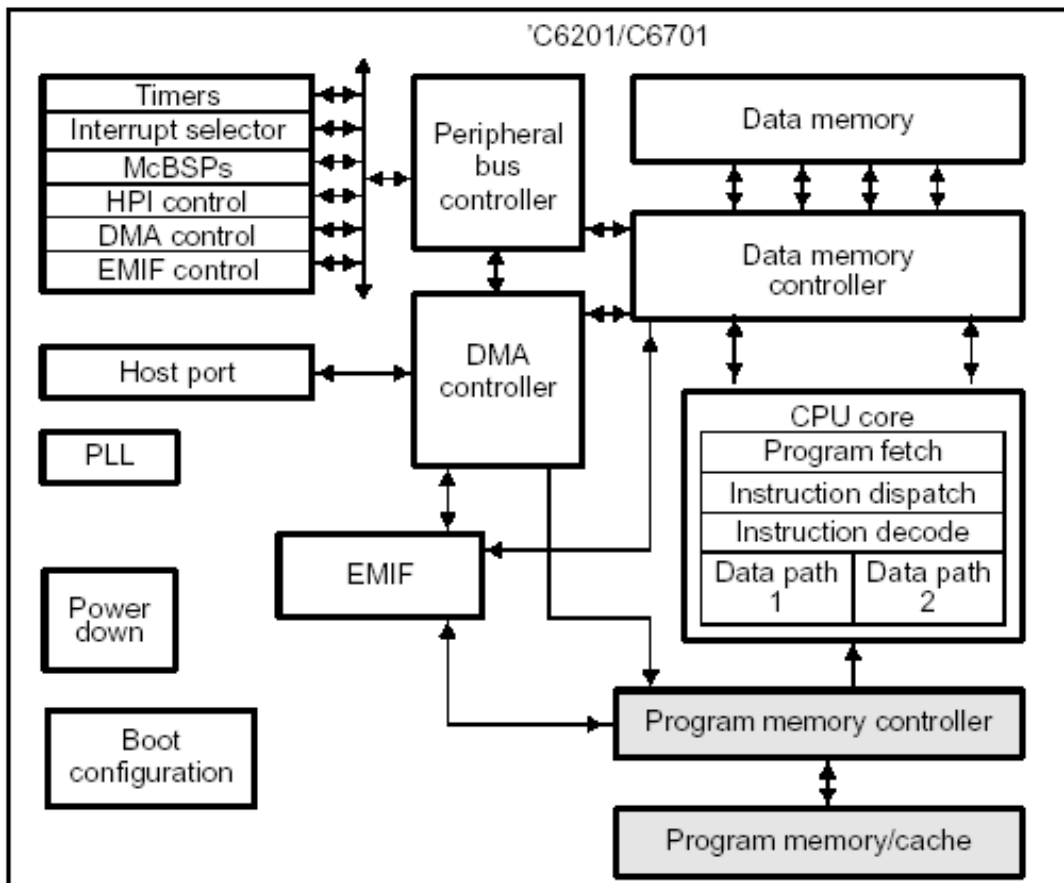 'C6201/C6701
Timers
Interrupt selector
McBSPs
HPI control
DMA control
EMIF control
Peripheral
bus
controller
Data memory
Data memory
controller
Host port
DMA
controller
PLL
CPU core
Program fetch
Instruction dispatch
Instruction decode
Data path
1
Data path
2
EMIF
Power
down
Boot
configuration
Program memory controller
Program memory/cache